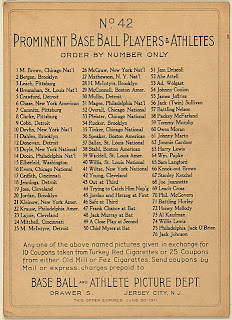 No 42
PROMINENT BASE BALL PLAYERS & ATHLETES
ORDER BY NUMBER ONLY
1 M. Brown, Chicago Nat'l
2 Bergen, Brooklyn
3 Leach, Pittsburg
4 Bresnahan, St. Louis Nat'l
5 Crawford, Detroit
6 Chase, New York American
7 Camnitz, Pittsburg
8 Clarke, Pittsburg
9 Cobb, Detroit
10 Devlin, New York Nat'l
11 Dahlen, Brooklyn
12 Donovan, Detroit
13 Doyle, New York National
14 Dooin, Philadelphia Nat'l
15 Elberfeld, Washington
16 Evers, Chicago National
17 Griffith, Cincinnati
18 Jennings, Detroit
19 Joss, Cleveland
20 Jordan, Brooklyn
21 Kleinow, New York Amer.
22 Krause, Philadelphia Amer.
23 Lajoie, Cleveland
24 Mitchell, Cincinnati
25 M. McIntyre, Detroit
26 McGraw, New York Nat'l
27 Mathewson, N. Y. Nat'l
28 H. McIntyre, Brooklyn
29 McConnell, Boston Amer.
30 Mullin, Detroit
31 Magee, Philadelphia Nat'l
32 Overall, Chicago National
33 Pfeister, Chicago National
34 Rucker, Brooklyn
35 Tinker, Chicago National
36 Speaker, Boston American
37 Sallee, St. Louis National
38 Stahl, Boston American
39 Waddell, St. Louis Amer.
40 Willis, St. Louis National
41 Wiltse, New York National
42 Young, Cleveland
43 Out at Third
44 Trying to Catch Him Napping
45 Jordan and Herzog at First
46 Safe at Third
47 Frank Chance at Bat
48 Jack Murray at Bat
49 A Close Play at Second
50 Chief Myers at Bat
51 Jim Driscoll
52 Abe Attell
53 Ad. Wolgast
54 Johnny Coulon
55 James Jeffries
56 Jack (Twin) Sullivan
57 Battling Nelson
58 Packey McFarland
59 Tommy Murphy
60 Owen Moran
61 Johnny Marto
62 Jimmie Gardner
63 Harry Lewis
64 Wm. Papke
65 Sam Langford
66 Knock-out Brown
67 Stanley Ketchel
68 Joe Jeannette
69 Leach Cross
70 Phil. McGovern
71 Battling Hurley
72 Honey Mellody
73 Al Kaufman
74 Willie Lewis
75 Philadelphia Jack O'Brien
76 Jack Johnson
Any one of the above named pictures given in exchange for
10 Coupons taken from Turkey Red Cigarettes or 25 Coupons
from either Old Mill or Fez Cigarettes. Send coupons by
Mail or express. charges prepaid to
BASE BALL AND ATHLETE PICTURE DEPT.
DRAWER S. JERSEY CITY, N.J.
THIS OFFER EXPIRES JUNE 30, 1911.